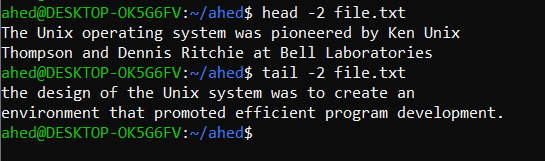 ahed@DESKTOP-OK5G6FV:~/ahed$ head -2 file.txt
The Unix operating system was pioneered by Ken Unix
Thompson and Dennis Ritchie at Bell Laboratories
ahed@DESKTOP-OK5G6FV:~/ahed$ tail -2 file.txt
the design of the Unix system was to create an
environment that promoted efficient program development.
ahed@DESKTOP-OK5G6FV:~/ahed$